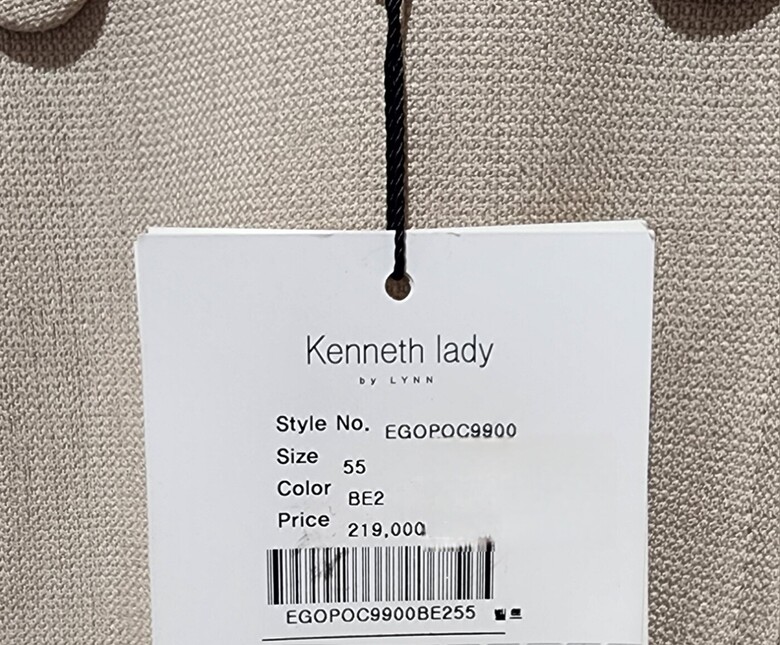 Kenneth lady
by LYNN
Style No. EGOPOC9900
Size 55
Color BE2
Price 219,000
EGOPOC9900BE255